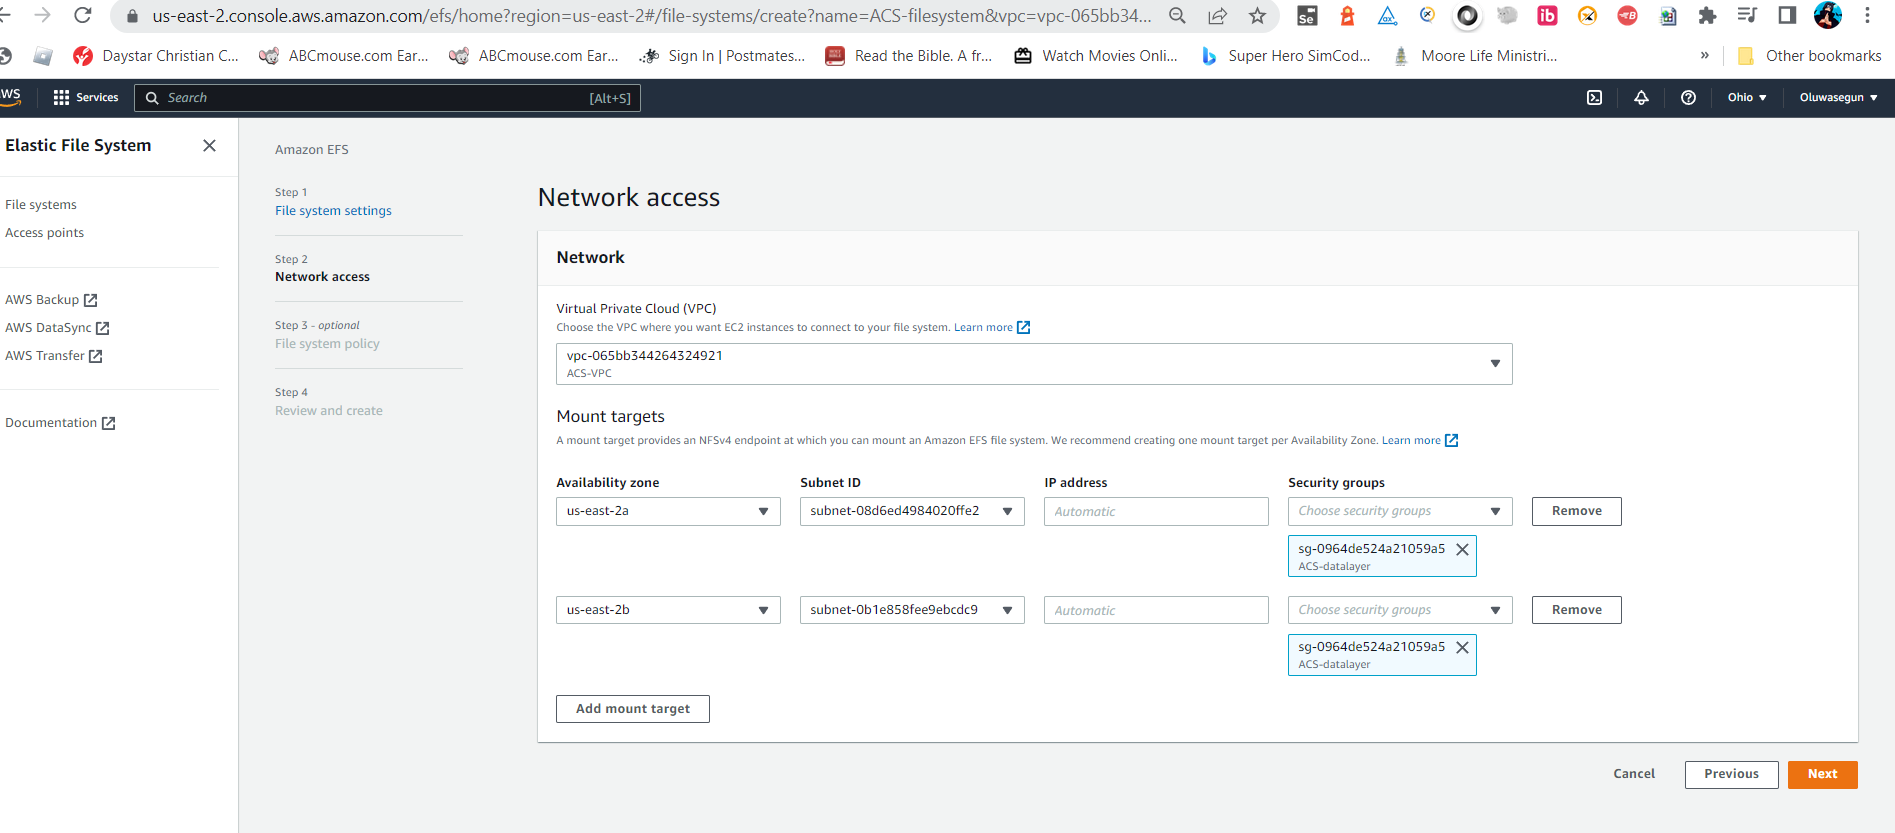 us-east-2.console.aws.amazon.com/efs/home?region=us-east-2#/file-systems/create?name=ACS-filesystem&vpc=vpc-065bb34...
Daystar Christian C... ABCmouse.com Ear... ABCmouse.com Ear... Sign In | Postmates... Read the Bible. A fr... Watch Movies Onli... Super Hero SimCod... Moore Life Ministri... » Other bookmarks
Services Search [Alt+S] Ohio Oluwasegun
Elastic File System
File systems
Access points
AWS Backup
AWS DataSync
AWS Transfer
Documentation
Amazon EFS
Step 1
File system settings
Step 2
Network access
Step 3 - optional
File system policy
Step 4
Review and create
Network access
Network
Virtual Private Cloud (VPC)
Choose the VPC where you want EC2 instances to connect to your file system. Learn more
vpc-065bb344264324921
ACS-VPC
Mount targets
A mount target provides an NFSv4 endpoint at which you can mount an Amazon EFS file system. We recommend creating one mount target per Availability Zone. Learn more
Availability zone Subnet ID IP address Security groups
us-east-2a subnet-08d6ed4984020ffe2 Automatic Choose security groups Remove
sg-0964de524a21059a5
ACS-datalayer
us-east-2b subnet-0b1e858fee9ebcdc9 Automatic Choose security groups Remove
sg-0964de524a21059a5
ACS-datalayer
Add mount target
Cancel Previous Next